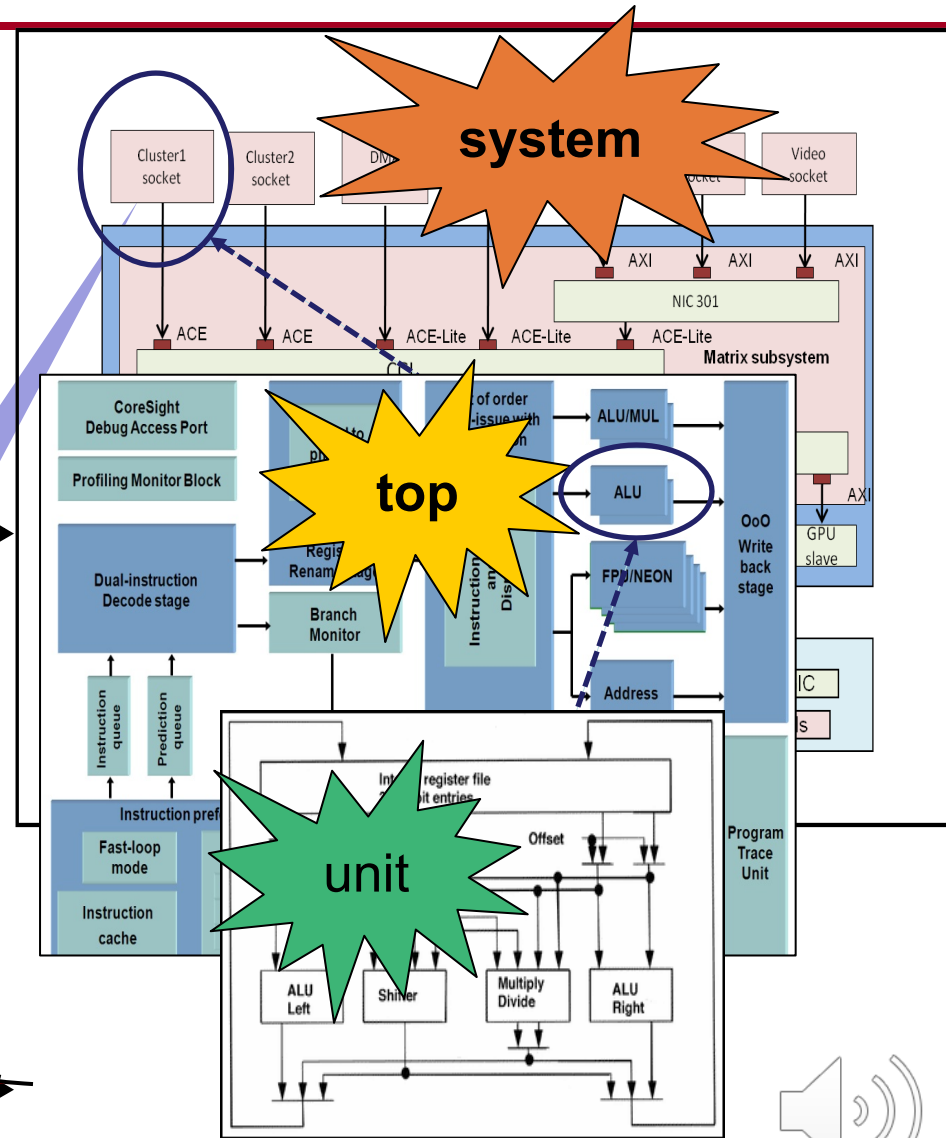 system
Cluster1
socket
Cluster2
socket
Video
socket
AXI
AXI
AXI
NIC 301
ACE
ACE
ACE-Lite
ACE-Lite
ACE-Lite
Matrix subsystem
AXI
GPU
slave
top
CoreSight
Debug Access Port
Profiling Monitor Block
Dual-instruction
Decode stage
Branch
Monitor
of order
ALU/MUL
ALU
FPU/NEON
Address
OoO
Write
back
stage
Instruction
queue
Prediction
queue
Fast-loop
mode
Instruction
cache
Instruction
Program
Trace
Unit
unit
register file
Offset
ALU
Left
Shifter
Multiply
Divide
ALU
Right